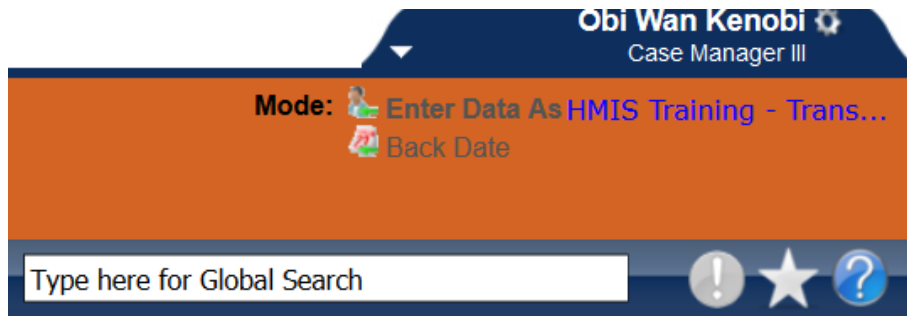 Obi Wan Kenobi
Case Manager III
Mode: Enter Data As HMIS Training - Trans...
Back Date
Type here for Global Search